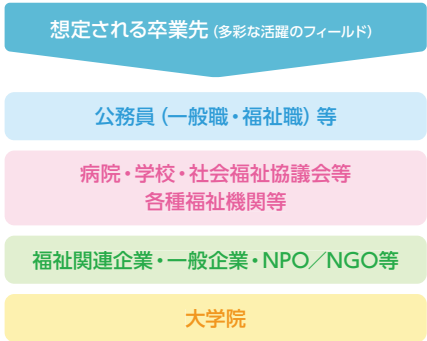 想定される卒業先（多彩な活躍のフィールド）
公務員（一般職・福祉職）等
病院・学校・社会福祉協議会等
各種福祉機関等
福祉関連企業・一般企業・NPO／NGO等
大学院